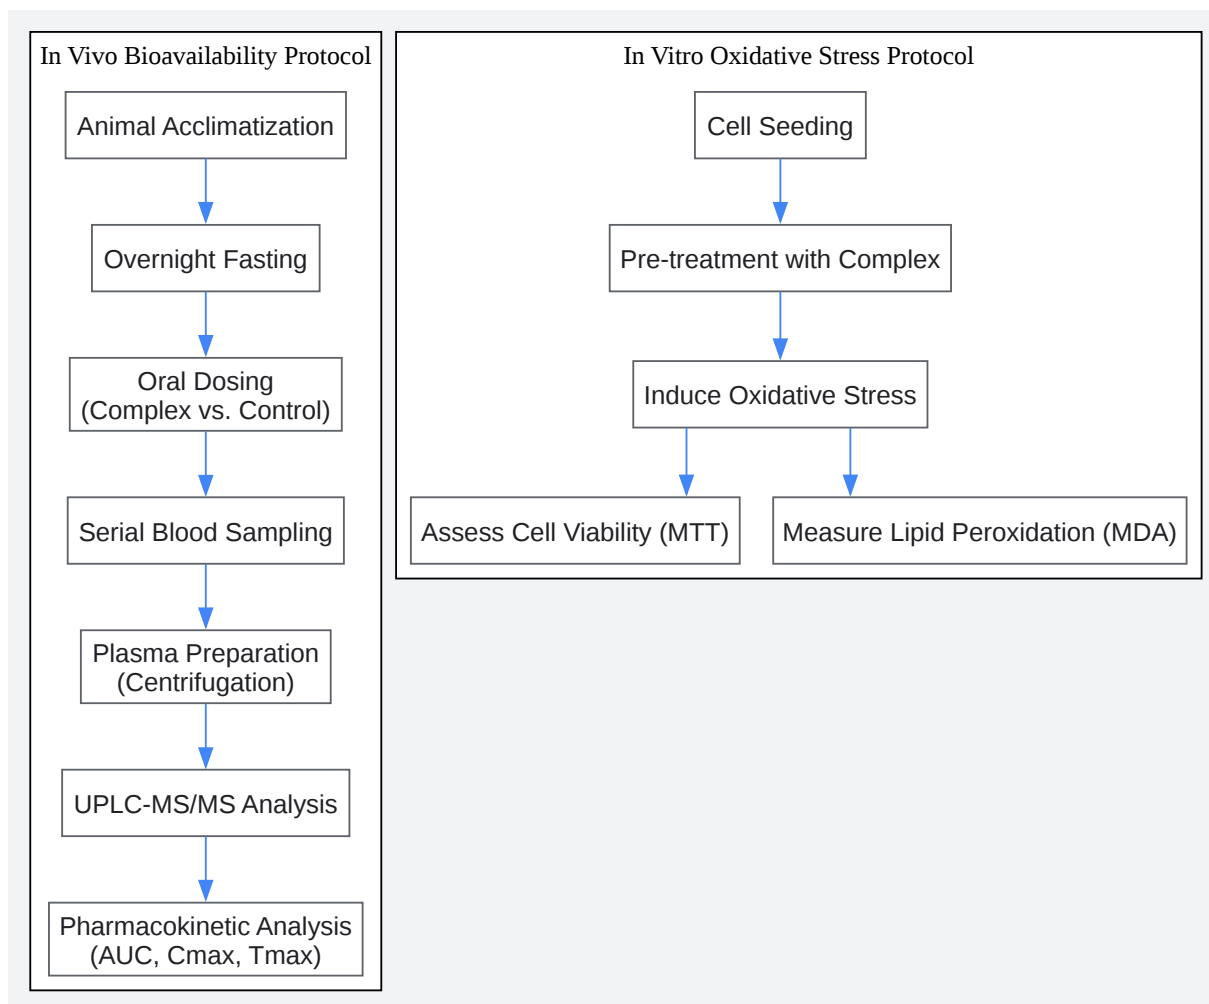 In Vivo Bioavailability Protocol
Animal Acclimatization
Overnight Fasting
Oral Dosing
(Complex vs. Control)
Serial Blood Sampling
Plasma Preparation
(Centrifugation)
UPLC-MS/MS Analysis
Pharmacokinetic Analysis
(AUC, Cmax, Tmax)
In Vitro Oxidative Stress Protocol
Cell Seeding
Pre-treatment with Complex
Induce Oxidative Stress
Assess Cell Viability (MTT)
Measure Lipid Peroxidation (MDA)